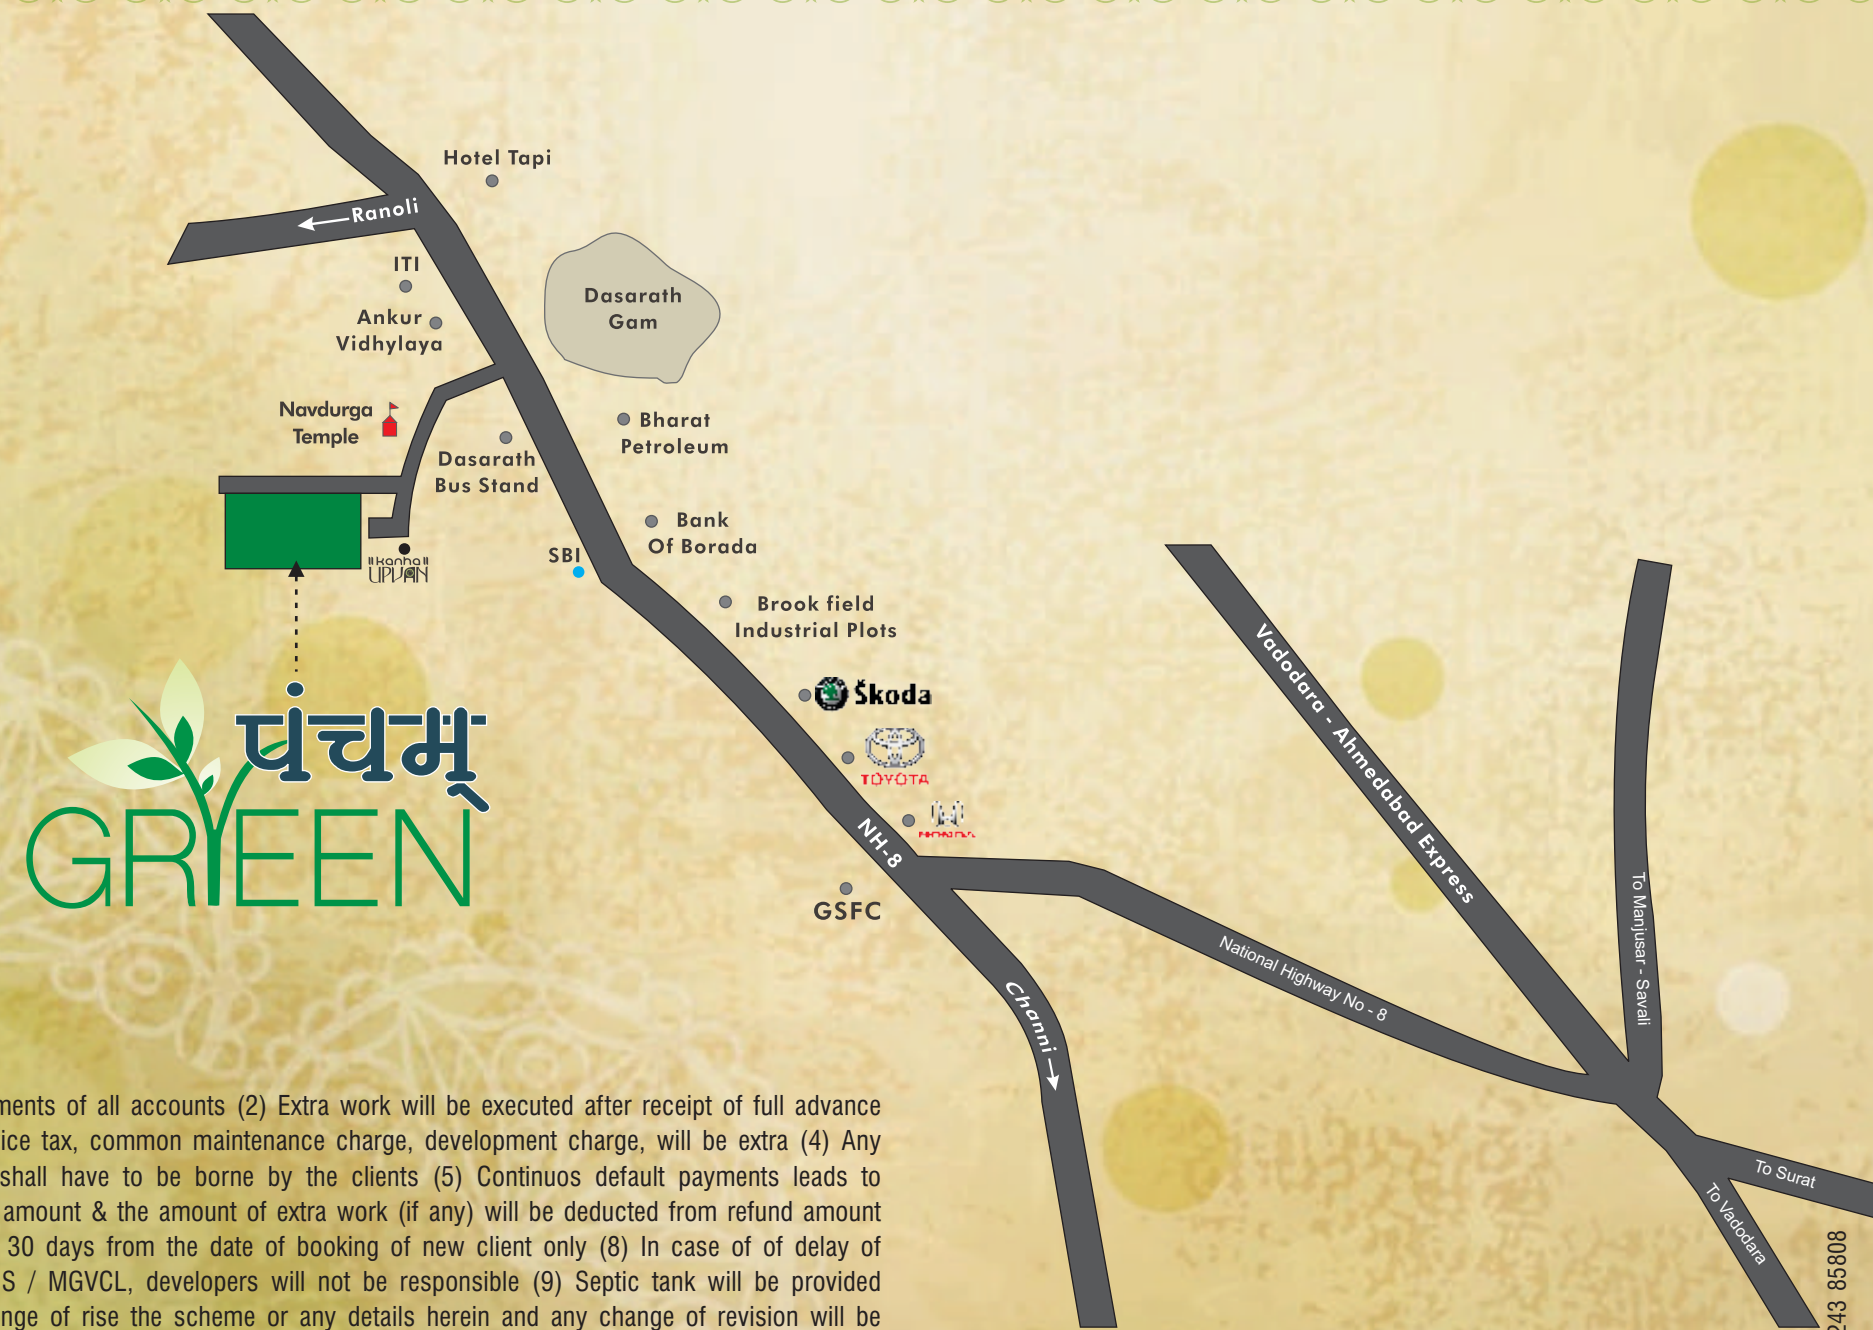 Hotel Tapi
Ranoli
ITI
Ankur
Vidhylaya
Dasarath
Gam
Navdurga
Temple
Bharat
Petroleum
Dasarath
Bus Stand
Bank
Of Borada
SBI
"kanha"
UPVAN
Brook field
Industrial Plots
Škoda
TOYOTA
HONDA
पंचम्
GREEN
NH-8
GSFC
Channi
National Highway No - 8
Vadodara - Ahmedabad Express
To Manjusar - Savali
To Surat
To Vadodara
ments of all accounts (2) Extra work will be executed after receipt of full advance
ice tax, common maintenance charge, development charge, will be extra (4) Any
shall have to be borne by the clients (5) Continuos default payments leads to
amount & the amount of extra work (if any) will be deducted from refund amount
30 days from the date of booking of new client only (8) In case of of delay of
S / MGVCL, developers will not be responsible (9) Septic tank will be provided
nge of rise the scheme or any details herein and any change of revision will be
243 85808